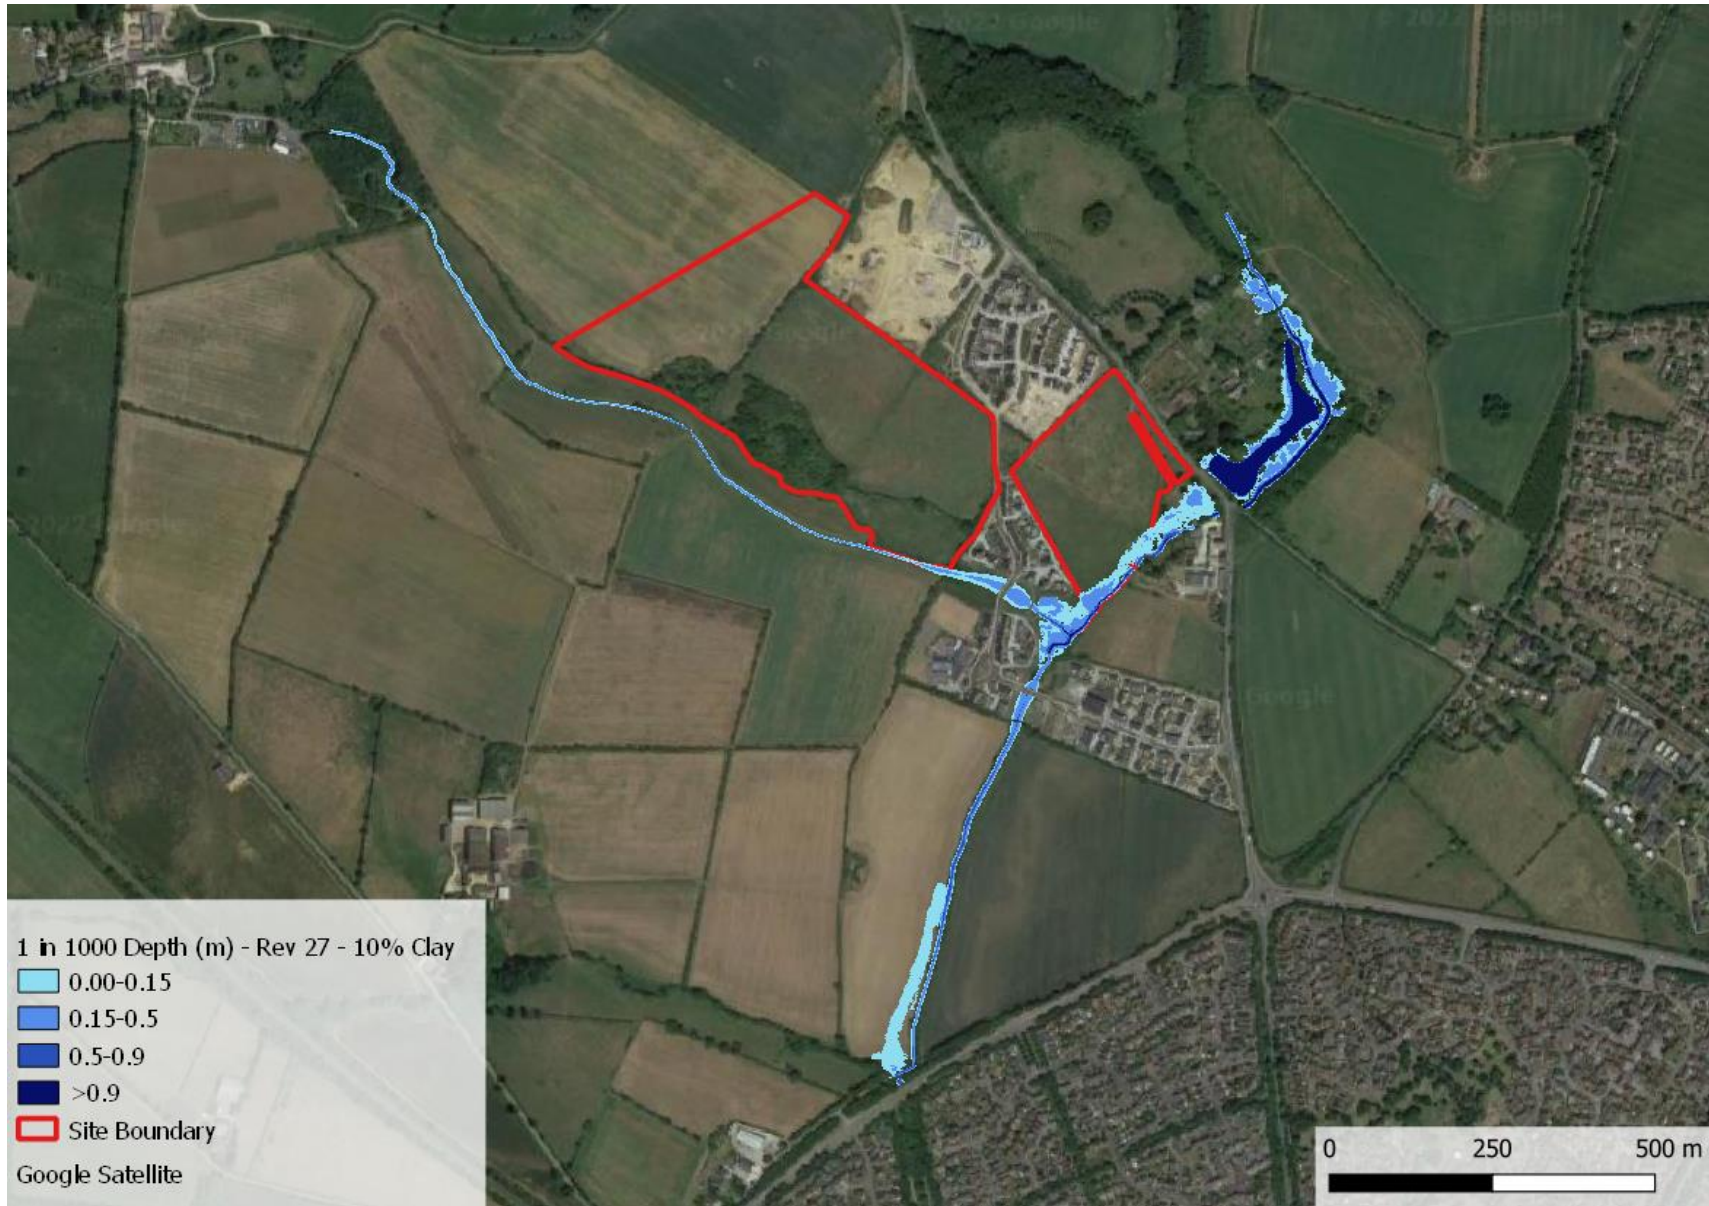 1 in 1000 Depth (m) - Rev 27 - 10% Clay
0.00-0.15
0.15-0.5
0.5-0.9
>0.9
Site Boundary
Google Satellite
0 250 500 m
Google